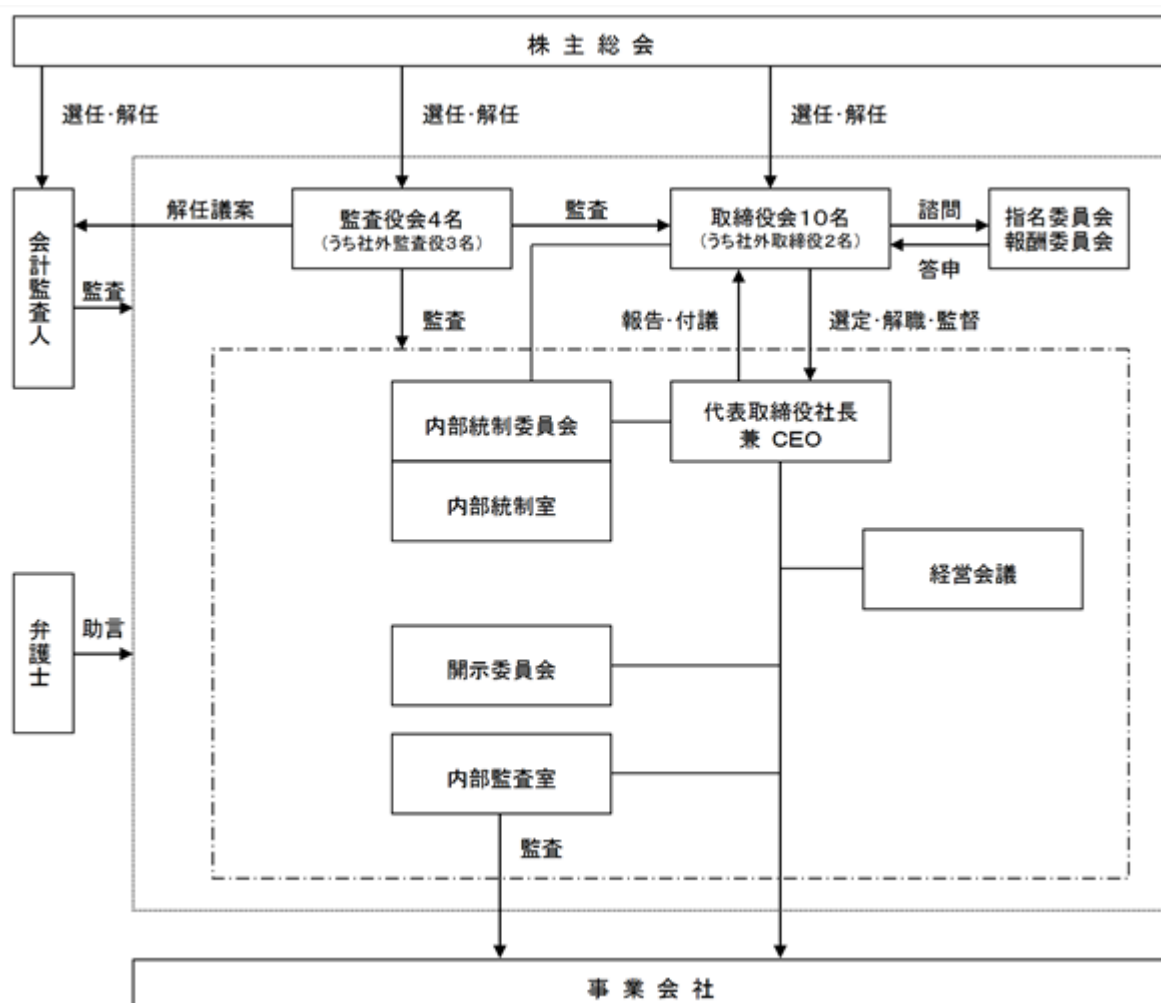 株主総会
選任・解任
選任・解任
選任・解任
解任議案
監査役会4名
(うち社外監査役3名)
監査
取締役会10名
(うち社外取締役2名)
諮問
答申
指名委員会
報酬委員会
会計監査人
監査
監査
報告・付議
選定・解職・監督
内部統制委員会
内部統制室
代表取締役社長
兼 CEO
経営会議
弁護士
助言
開示委員会
内部監査室
監査
事業会社